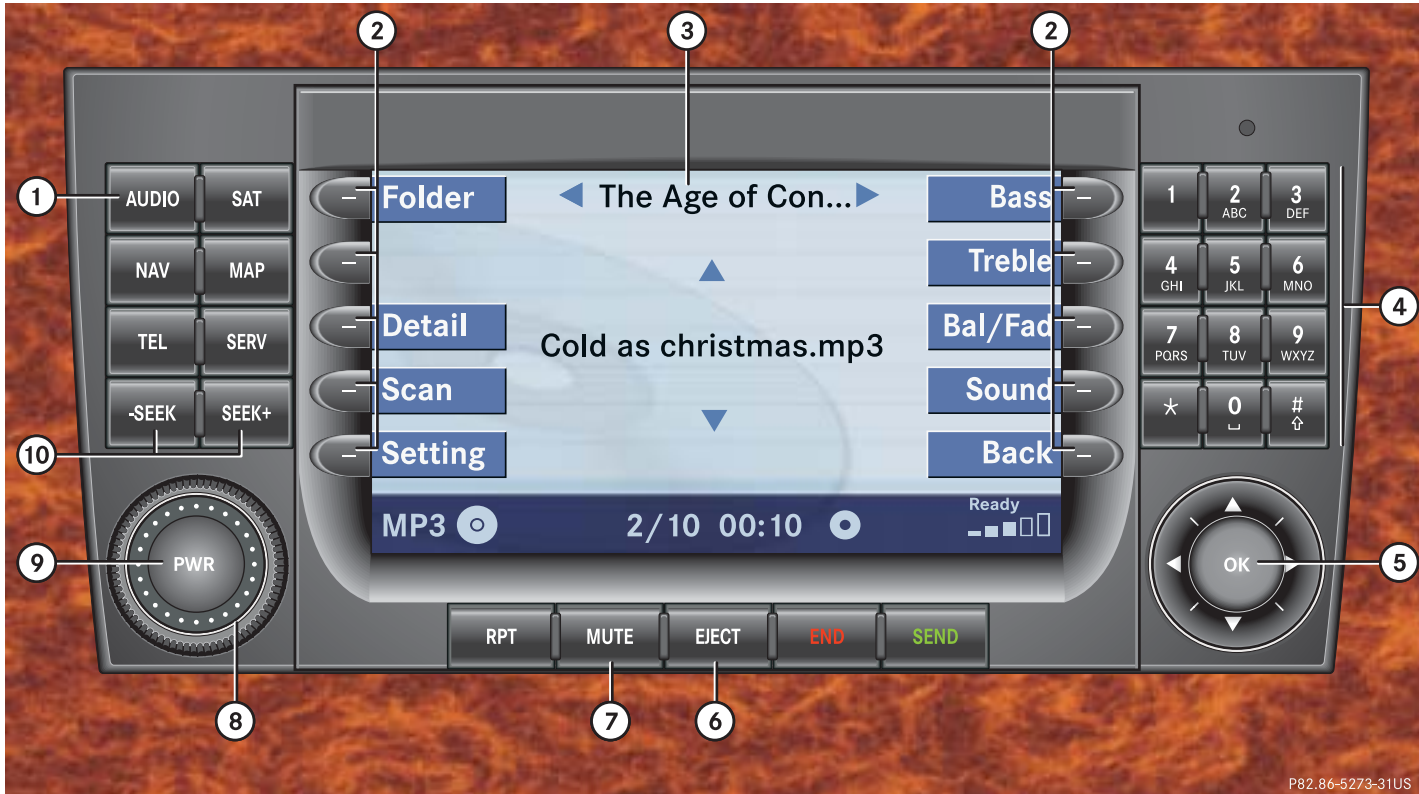 2 3 2
1
AUDIO SAT
NAV MAP
TEL SERV
-SEEK SEEK+
10
9
PWR
8
Folder
Detail
Scan
Setting
The Age of Con...
Cold as christmas.mp3
Bass
Treble
Bal/Fad
Sound
Back
MP3 2/10 00:10 Ready
RPT MUTE EJECT END SEND
7 6
1 2 ABC 3 DEF
4 GHI 5 JKL 6 MNO
7 PQRS 8 TUV 9 WXYZ
* 0 #
4
OK
5
P82.86-5273-31US